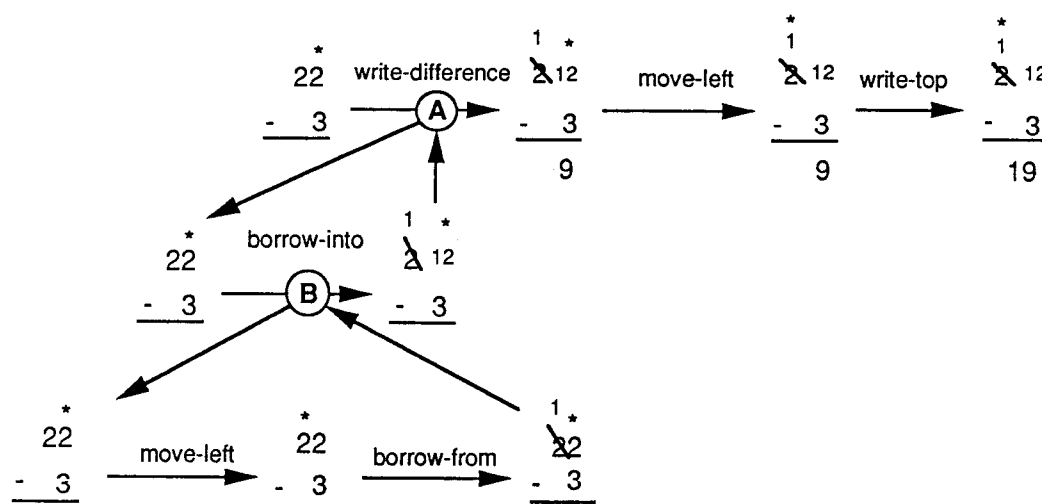 * 1 * * *
22 write-difference 2 12 move-left 1 write-top 1
2 12 2 12
- 3 A - 3 - 3 - 3
9 9 19
* 1 *
22 borrow-into 2 12
- 3 B - 3
* * 1 *
22 move-left 22 borrow-from 22
- 3 - 3 - 3